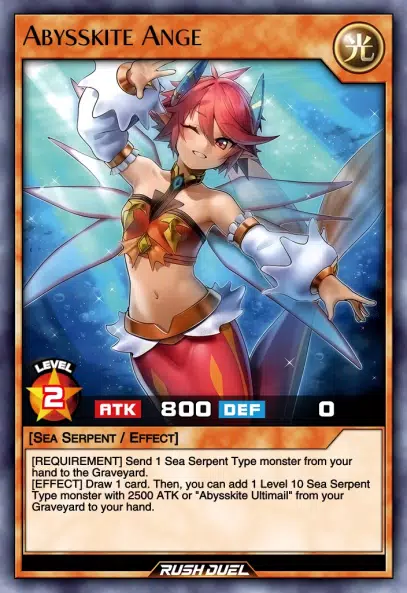 ABYSSKITE ANGE
光
LEVEL
2
ATK 800 DEF 0
[SEA SERPENT / EFFECT]
[REQUIREMENT] Send 1 Sea Serpent Type monster from your
hand to the Graveyard.
[EFFECT] Draw 1 card. Then, you can add 1 Level 10 Sea Serpent
Type monster with 2500 ATK or "Abysskite Ultimail" from your
Graveyard to your hand.
RUSH DUEL